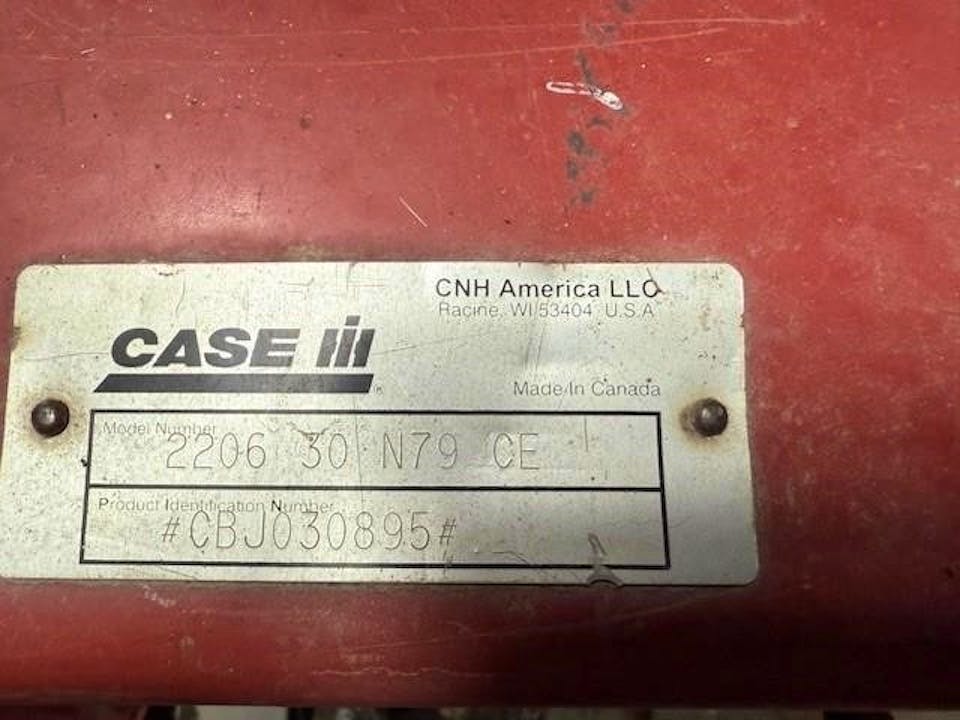 CNH America LLC
Racine, WI 53404 U.S.A
CASE IH
Made In Canada
Model Number
2206 30 N79 CE
Product Identification Number
#CBJ030895#